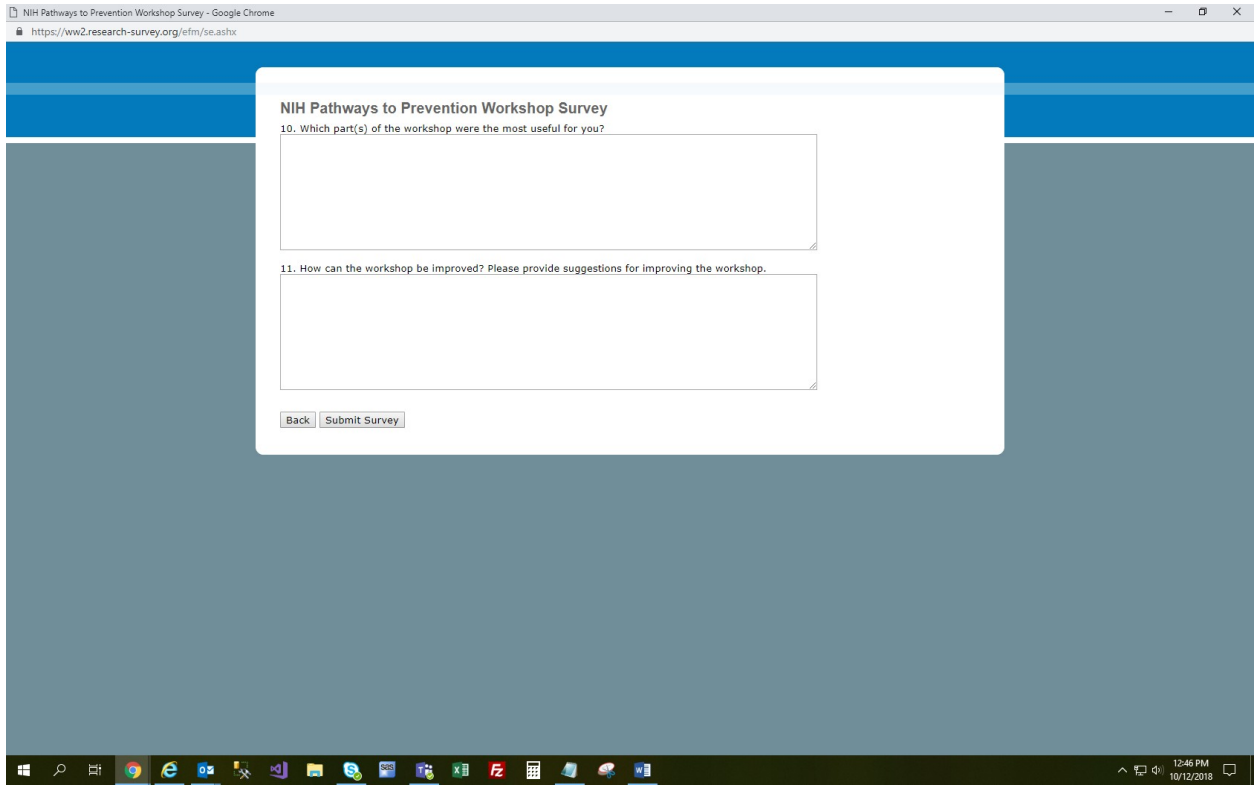 NIH Pathways to Prevention Workshop Survey - Google Chrome
https://ww2.research-survey.org/efm/se.ashx
NIH Pathways to Prevention Workshop Survey
10. Which part(s) of the workshop were the most useful for you?
11. How can the workshop be improved? Please provide suggestions for improving the workshop.
Back Submit Survey
SAS
12:46 PM
10/12/2018